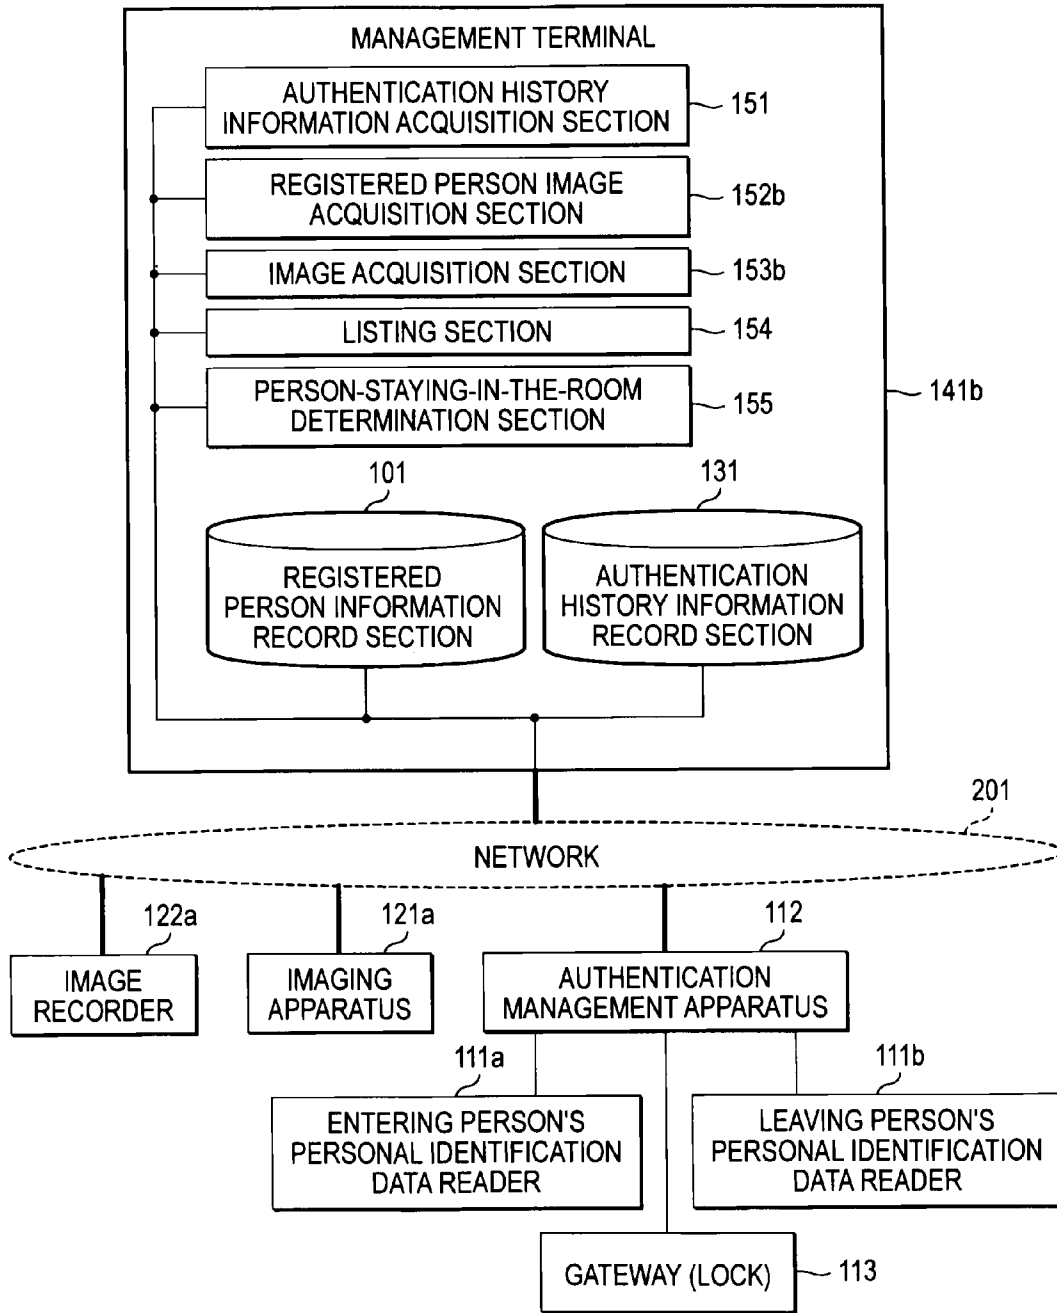 MANAGEMENT TERMINAL
AUTHENTICATION HISTORY
INFORMATION ACQUISITION SECTION
151
REGISTERED PERSON IMAGE
ACQUISITION SECTION
152b
IMAGE ACQUISITION SECTION
153b
LISTING SECTION
154
PERSON-STAYING-IN-THE-ROOM
DETERMINATION SECTION
155
141b
101
REGISTERED
PERSON INFORMATION
RECORD SECTION
131
AUTHENTICATION
HISTORY INFORMATION
RECORD SECTION
201
NETWORK
122a
IMAGE
RECORDER
121a
IMAGING
APPARATUS
112
AUTHENTICATION
MANAGEMENT APPARATUS
111a
ENTERING PERSON'S
PERSONAL IDENTIFICATION
DATA READER
111b
LEAVING PERSON'S
PERSONAL IDENTIFICATION
DATA READER
GATEWAY (LOCK)
113